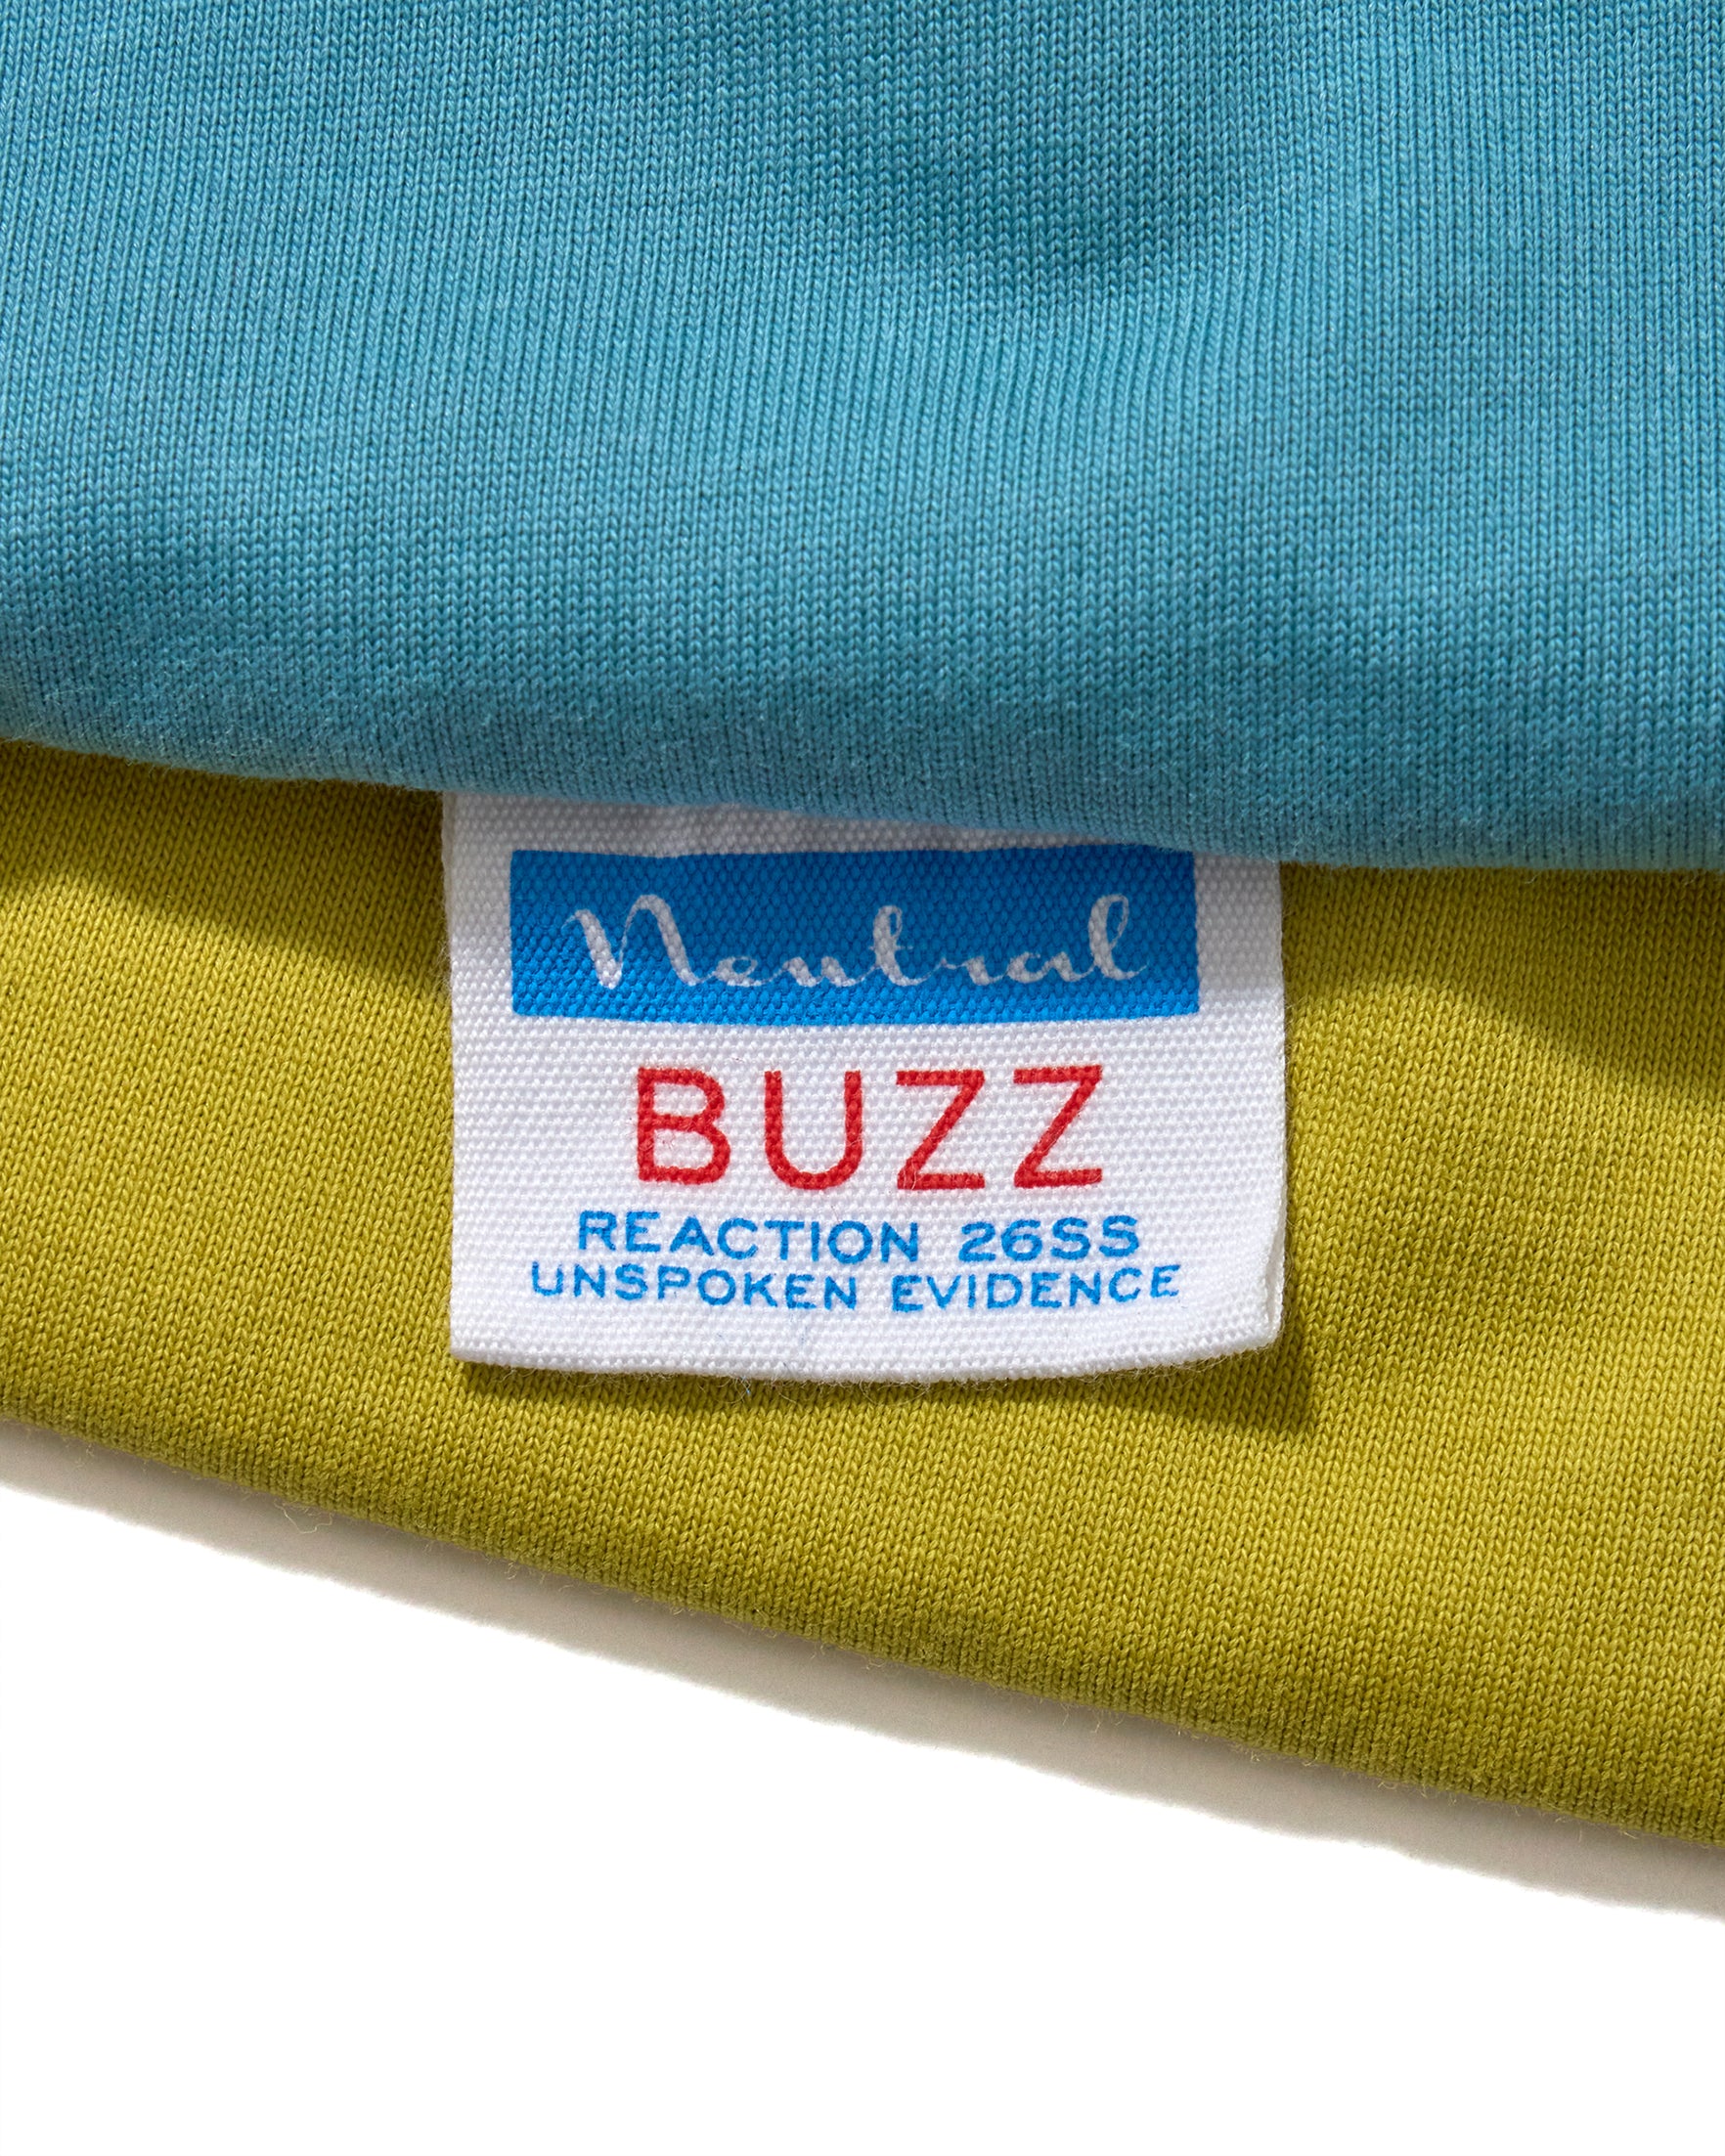 Neutral
BUZZ
REACTION 26SS
UNSPOKEN EVIDENCE